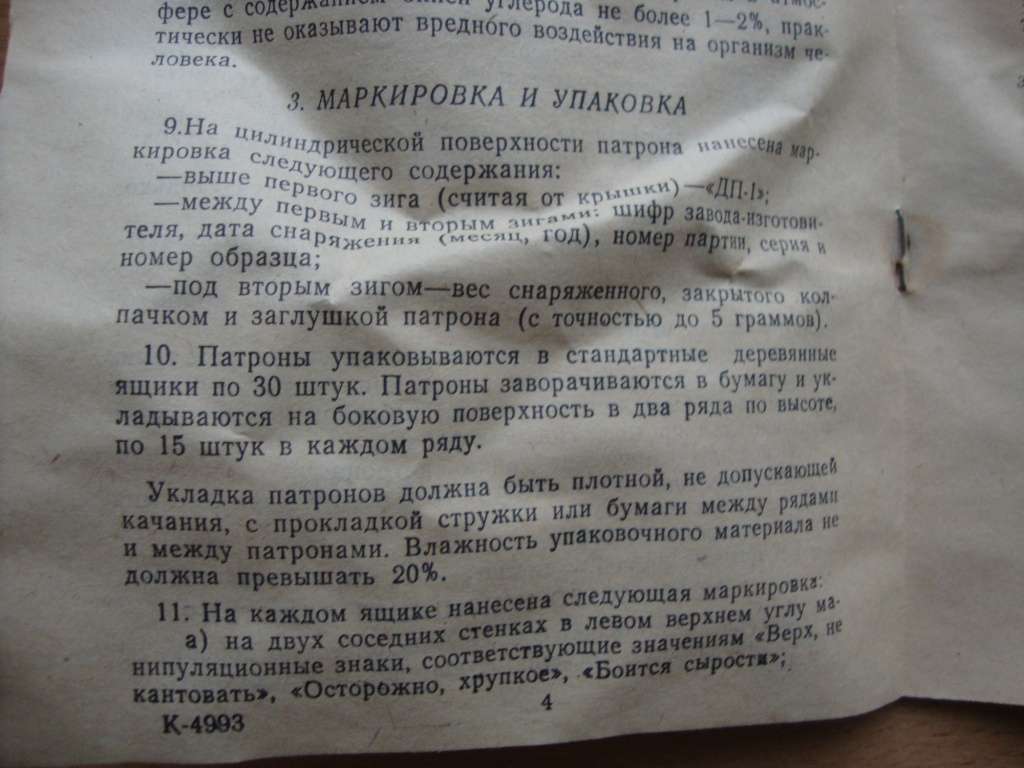 фере с содержанием окиси углерода не более 1—2%, прак-
тически не оказывают вредного воздействия на организм че-
ловека.
3. МАРКИРОВКА И УПАКОВКА
9.На цилиндрической поверхности патрона нанесена мар-
кировка следующего содержания:
—выше первого зига (считая от крышки)—«ДП-1»;
—между первым и вторым зигами: шифр завода-изготови-
теля, дата снаряжения (месяц, год), номер партии, серия и
номер образца;
—под вторым зигом—вес снаряженного, закрытого кол-
пачком и заглушкой патрона (с точностью до 5 граммов).
10. Патроны упаковываются в стандартные деревянные
ящики по 30 штук. Патроны заворачиваются в бумагу и ук-
ладываются на боковую поверхность в два ряда по высоте,
по 15 штук в каждом ряду.
Укладка патронов должна быть плотной, не допускающей
качания, с прокладкой стружки или бумаги между рядами
и между патронами. Влажность упаковочного материала не
должна превышать 20%.
11. На каждом ящике нанесена следующая маркировка:
а) на двух соседних стенках в левом верхнем углу ма-
нипуляционные знаки, соответствующие значениям «Верх, не
кантовать», «Осторожно, хрупкое», «Боится сырости»;
4
К-4993